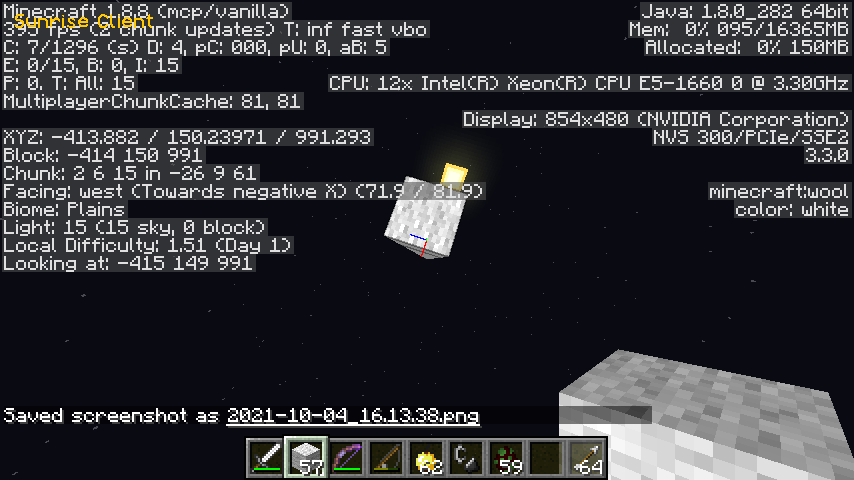 Minecraft 1.8.8 (mcp/vanilla)
Sunrise Client
fps (2 chunk updates) T: inf fast vbo
C: 7/1296 (s) D: 4, pC: 000, pU: 0, aB: 5
E: 0/15, B: 0, I: 15
P: 0. T: All: 15
MultiplayerChunkCache: 81, 81
XYZ: -413.882 / 150.23971 / 991.293
Block: -414 150 991
Chunk: 2 6 15 in -26 9 61
Facing: west (Towards negative X) (71.9 / 81.9)
Biome: Plains
Light: 15 (15 sky, 0 block)
Local Difficulty: 1.51 (Day 1)
Looking at: -415 149 991
Java: 1.8.0_282 64bit
Mem: 0% 095/16365MB
Allocated: 0% 150MB
CPU: 12x Intel(R) Xeon(R) CPU E5-1660 0 @ 3.30GHz
Display: 854x480 (NVIDIA Corporation)
NVS 300/PCIe/SSE2
3.3.0
minecraft:wool
color: white
Saved screenshot as 2021-10-04_16.13.38.png
57 62 59 64